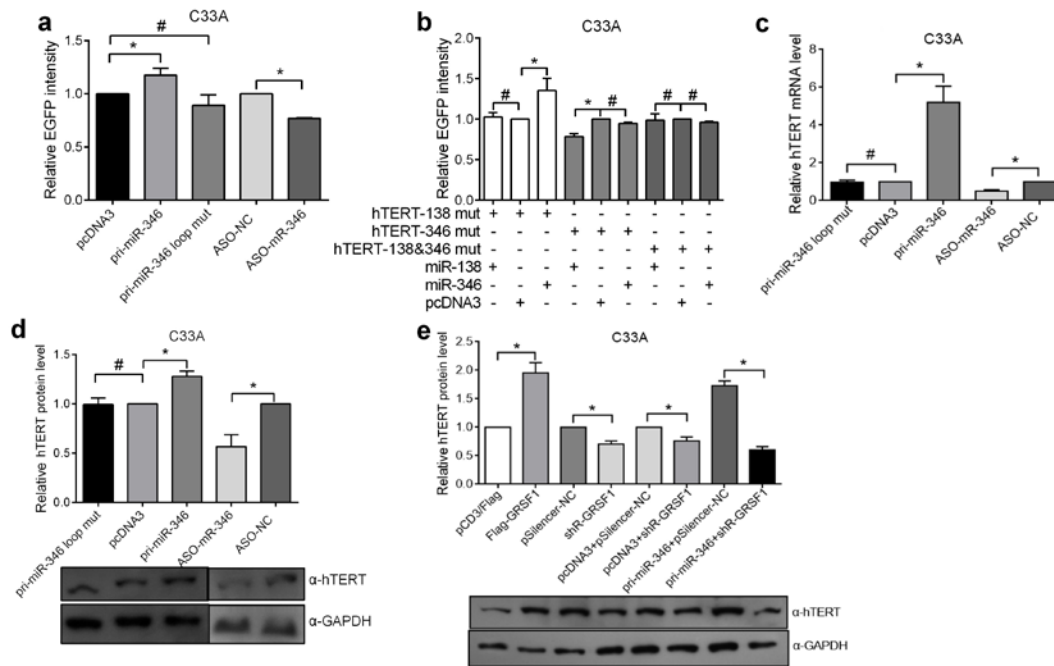 a
C33A
Relative EGFP intensity
1.5
1.0
0.5
0.0
#
*
*
pcDNA3
pri-miR-346
pri-miR-346 loop mut
ASO-NC
ASO-mR-346
b
C33A
Relative EGFP intensity
2.0
1.5
1.0
0.5
0.0
# * * # # #
hTERT-138 mut + + + - - - - - -
hTERT-346 mut - - - + + + - - -
hTERT-138&346 mut - - - - - - + + +
miR-138 + - - + - - + - -
miR-346 - - + - - + - - +
pcDNA3 - + - - + - - + -
c
C33A
Relative hTERT mRNA level
8
6
4
2
0
# * *
pri-miR-346 loop mut
pcDNA3
pri-miR-346
ASO-mR-346
ASO-NC
d
C33A
Relative hTERT protein level
1.5
1.0
0.5
0.0
# * *
pri-miR-346 loop mut
pcDNA3
pri-miR-346
ASO-mR-346
ASO-NC
α-hTERT
α-GAPDH
e
C33A
Relative hTERT protein level
2.5
2.0
1.5
1.0
0.5
0.0
* * * *
pCD3/Flag
Flag-GRSF1
pSilencer-NC
shR-GRSF1
pcDNA3+pSilencer-NC
pcDNA3+shR-GRSF1
pri-miR-346+pSilencer-NC
pri-miR-346+shR-GRSF1
α-hTERT
α-GAPDH